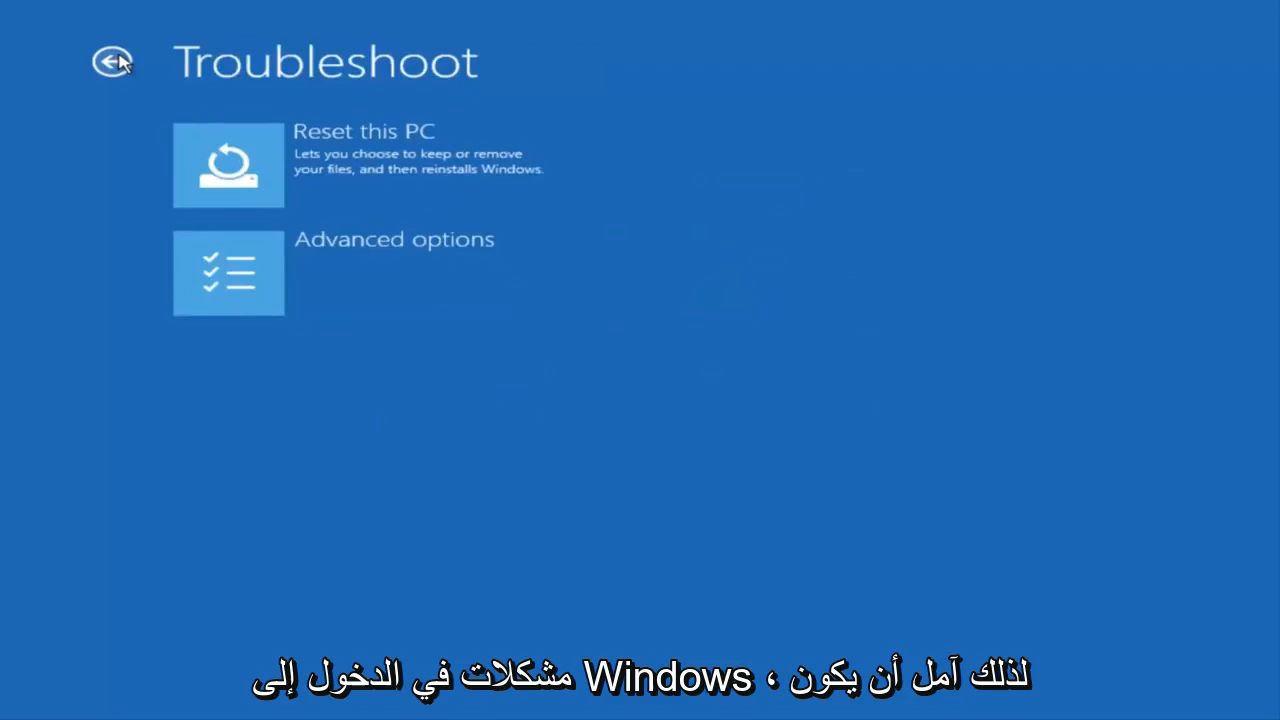 Troubleshoot
Reset this PC
Lets you choose to keep or remove
your files, and then reinstalls Windows.
Advanced options
مشكلات في الدخول إلى Windows ، لذلك آمل أن يكون